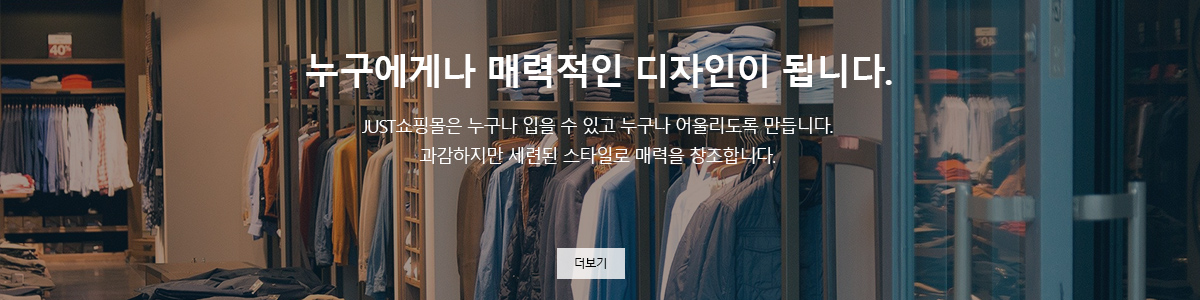 40%
누구에게나 매력적인 디자인이 됩니다.
JUST쇼핑몰은 누구나 입을 수 있고 누구나 어울리도록 만듭니다.
과감하지만 세련된 스타일로 매력을 창조합니다.
더보기